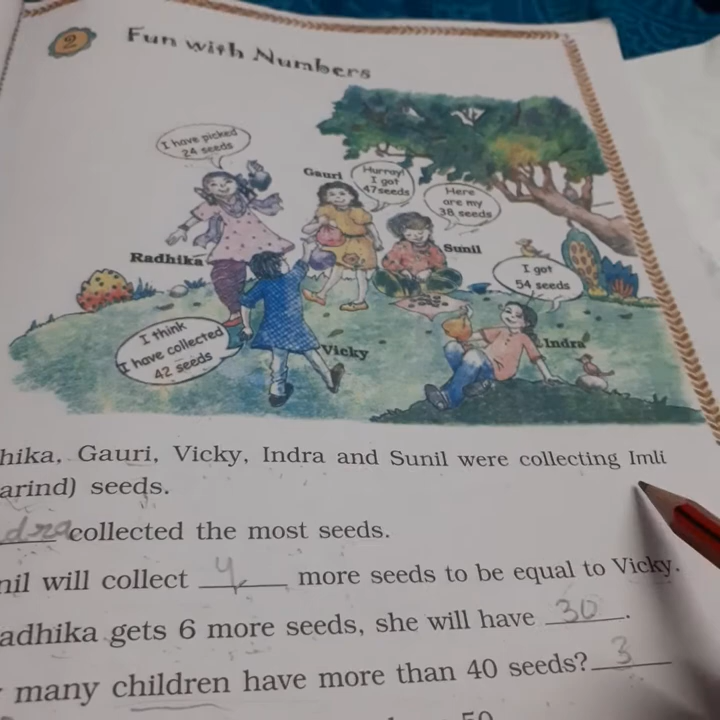 2
Fun with Numbers
I have picked
24 seeds
Gauri
Hurray!
I got
47 seeds
Here
are my
38 seeds
Radhika
Sunil
I got
54 seeds
I think
I have collected
42 seeds
Vicky
Indra
hika, Gauri, Vicky, Indra and Sunil were collecting Imli
arind) seeds.
dra collected the most seeds.
nil will collect 4 more seeds to be equal to Vicky.
adhika gets 6 more seeds, she will have 30.
many children have more than 40 seeds? 3
50